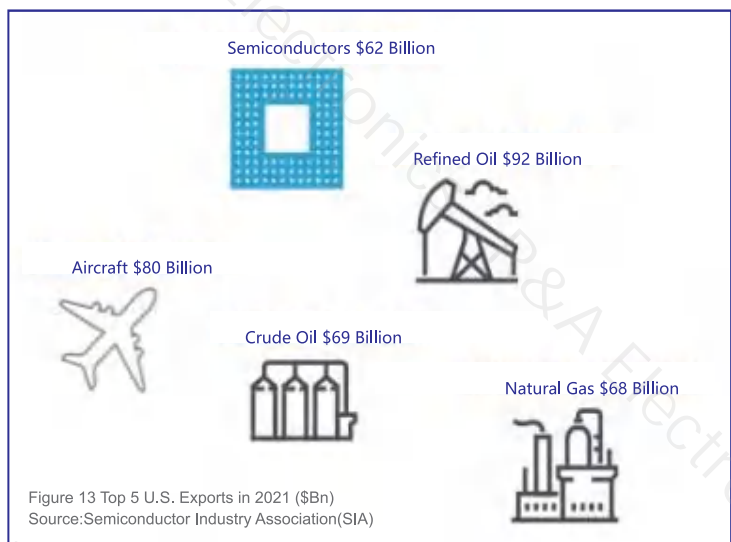 Semiconductors $62 Billion
Refined Oil $92 Billion
Aircraft $80 Billion
Crude Oil $69 Billion
Natural Gas $68 Billion
Figure 13 Top 5 U.S. Exports in 2021 ($Bn)
Source:Semiconductor Industry Association(SIA)